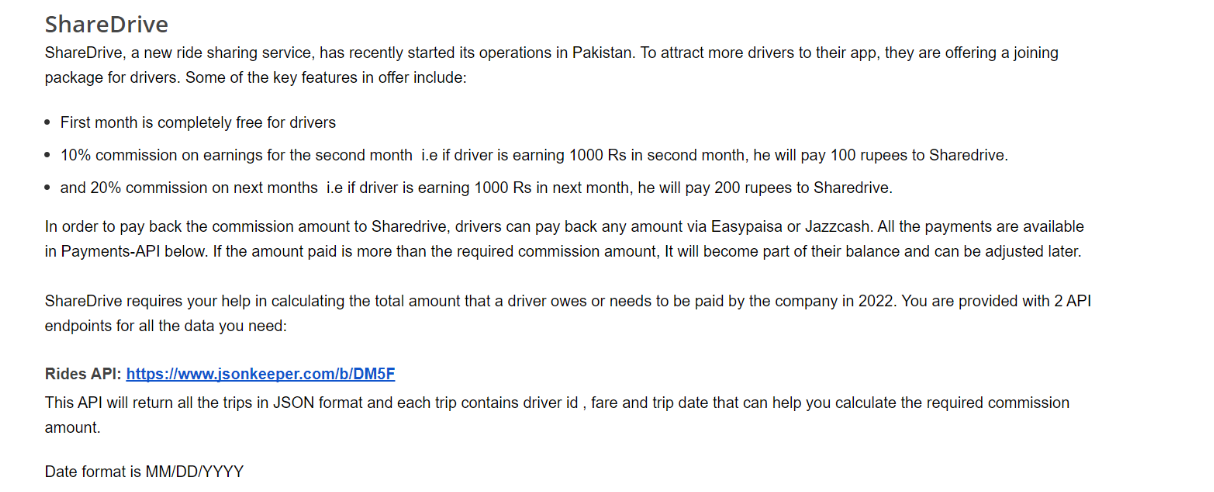 ShareDrive
ShareDrive, a new ride sharing service, has recently started its operations in Pakistan. To attract more drivers to their app, they are offering a joining
package for drivers. Some of the key features in offer include:
• First month is completely free for drivers
• 10% commission on earnings for the second month  i.e if driver is earning 1000 Rs in second month, he will pay 100 rupees to Sharedrive.
• and 20% commission on next months  i.e if driver is earning 1000 Rs in next month, he will pay 200 rupees to Sharedrive.
In order to pay back the commission amount to Sharedrive, drivers can pay back any amount via Easypaisa or Jazzcash. All the payments are available
in Payments-API below. If the amount paid is more than the required commission amount, It will become part of their balance and can be adjusted later.
ShareDrive requires your help in calculating the total amount that a driver owes or needs to be paid by the company in 2022. You are provided with 2 API
endpoints for all the data you need:
Rides API: https://www.jsonkeeper.com/b/DM5F
This API will return all the trips in JSON format and each trip contains driver id , fare and trip date that can help you calculate the required commission
amount.
Date format is MM/DD/YYYY